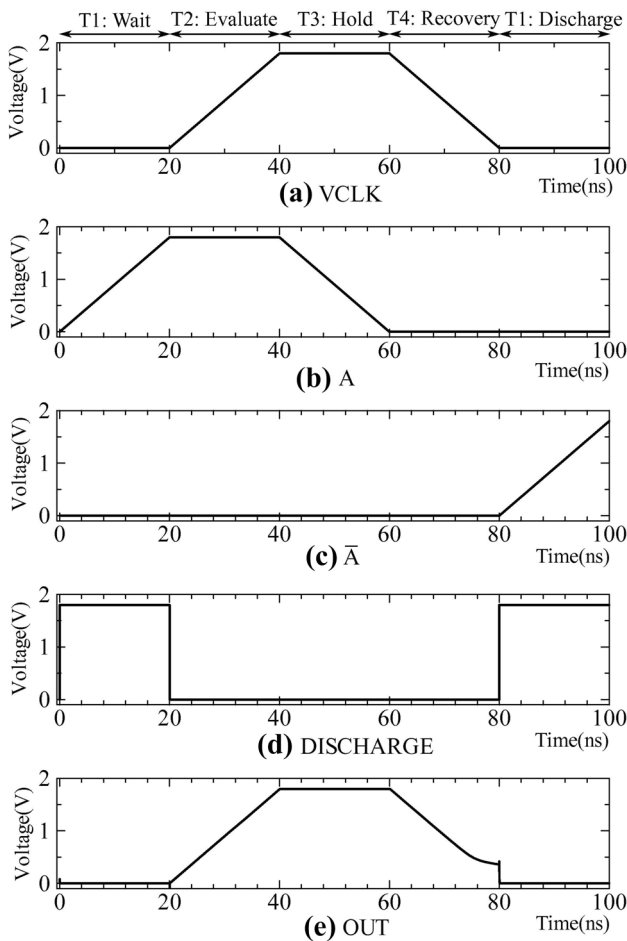 T1: Wait T2: Evaluate T3: Hold T4: Recovery T1: Discharge
Voltage(V)
2
1
0
0 20 40 60 80 100
Time(ns)
(a) VCLK
Voltage(V)
2
1
0
0 20 40 60 80 100
Time(ns)
(b) A
Voltage(V)
2
1
0
0 20 40 60 80 100
Time(ns)
(c) A̅
Voltage(V)
2
1
0
0 20 40 60 80 100
Time(ns)
(d) DISCHARGE
Voltage(V)
2
1
0
0 20 40 60 80 100
Time(ns)
(e) OUT